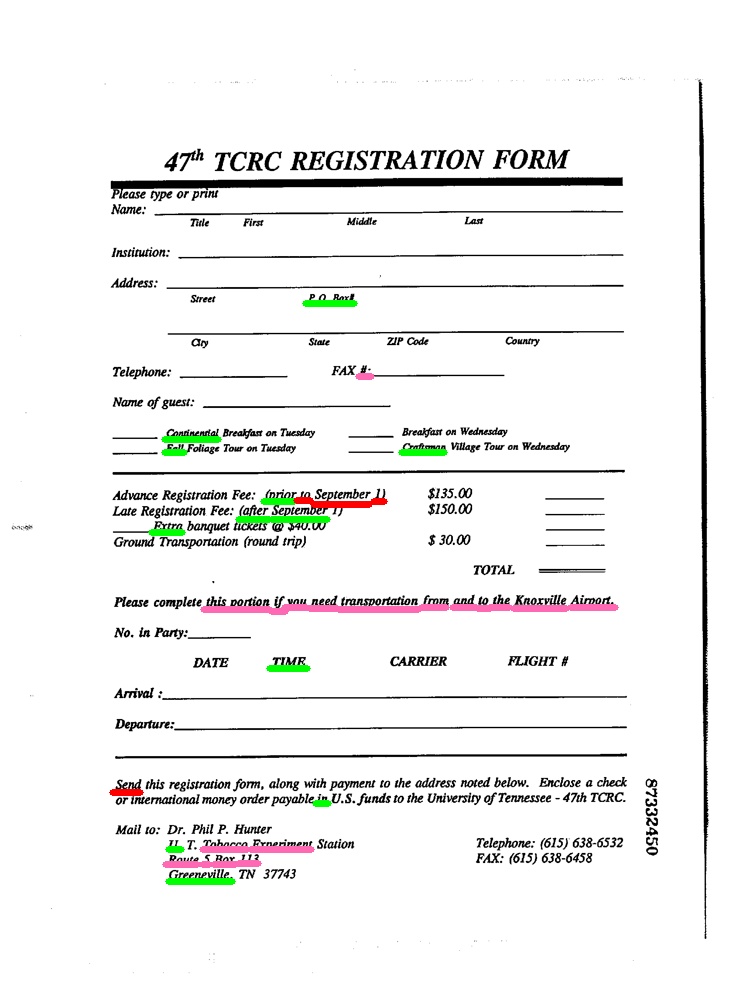 47th TCRC REGISTRATION FORM
Please type or print
Name:
Title First Middle Last
Institution:
Address:
Street P.O. Box#
City State ZIP Code Country
Telephone: FAX #:
Name of guest:
Continential Breakfast on Tuesday Breakfast on Wednesday
Fall Foliage Tour on Tuesday Craftsman Village Tour on Wednesday
Advance Registration Fee: (prior to September 1) $135.00
Late Registration Fee: (after September 1) $150.00
Extra banquet tickets @ $40.00
Ground Transportation (round trip) $ 30.00
TOTAL
Please complete this portion if you need transportation from and to the Knoxville Airport.
No. in Party:
DATE TIME CARRIER FLIGHT #
Arrival :
Departure:
Send this registration form, along with payment to the address noted below. Enclose a check
or international money order payable in U.S. funds to the University of Tennessee - 47th TCRC.
Mail to: Dr. Phil P. Hunter
U. T. Tobacco Experiment Station Telephone: (615) 638-6532
Route 5 Box 113 FAX: (615) 638-6458
Greeneville, TN 37743
87332450